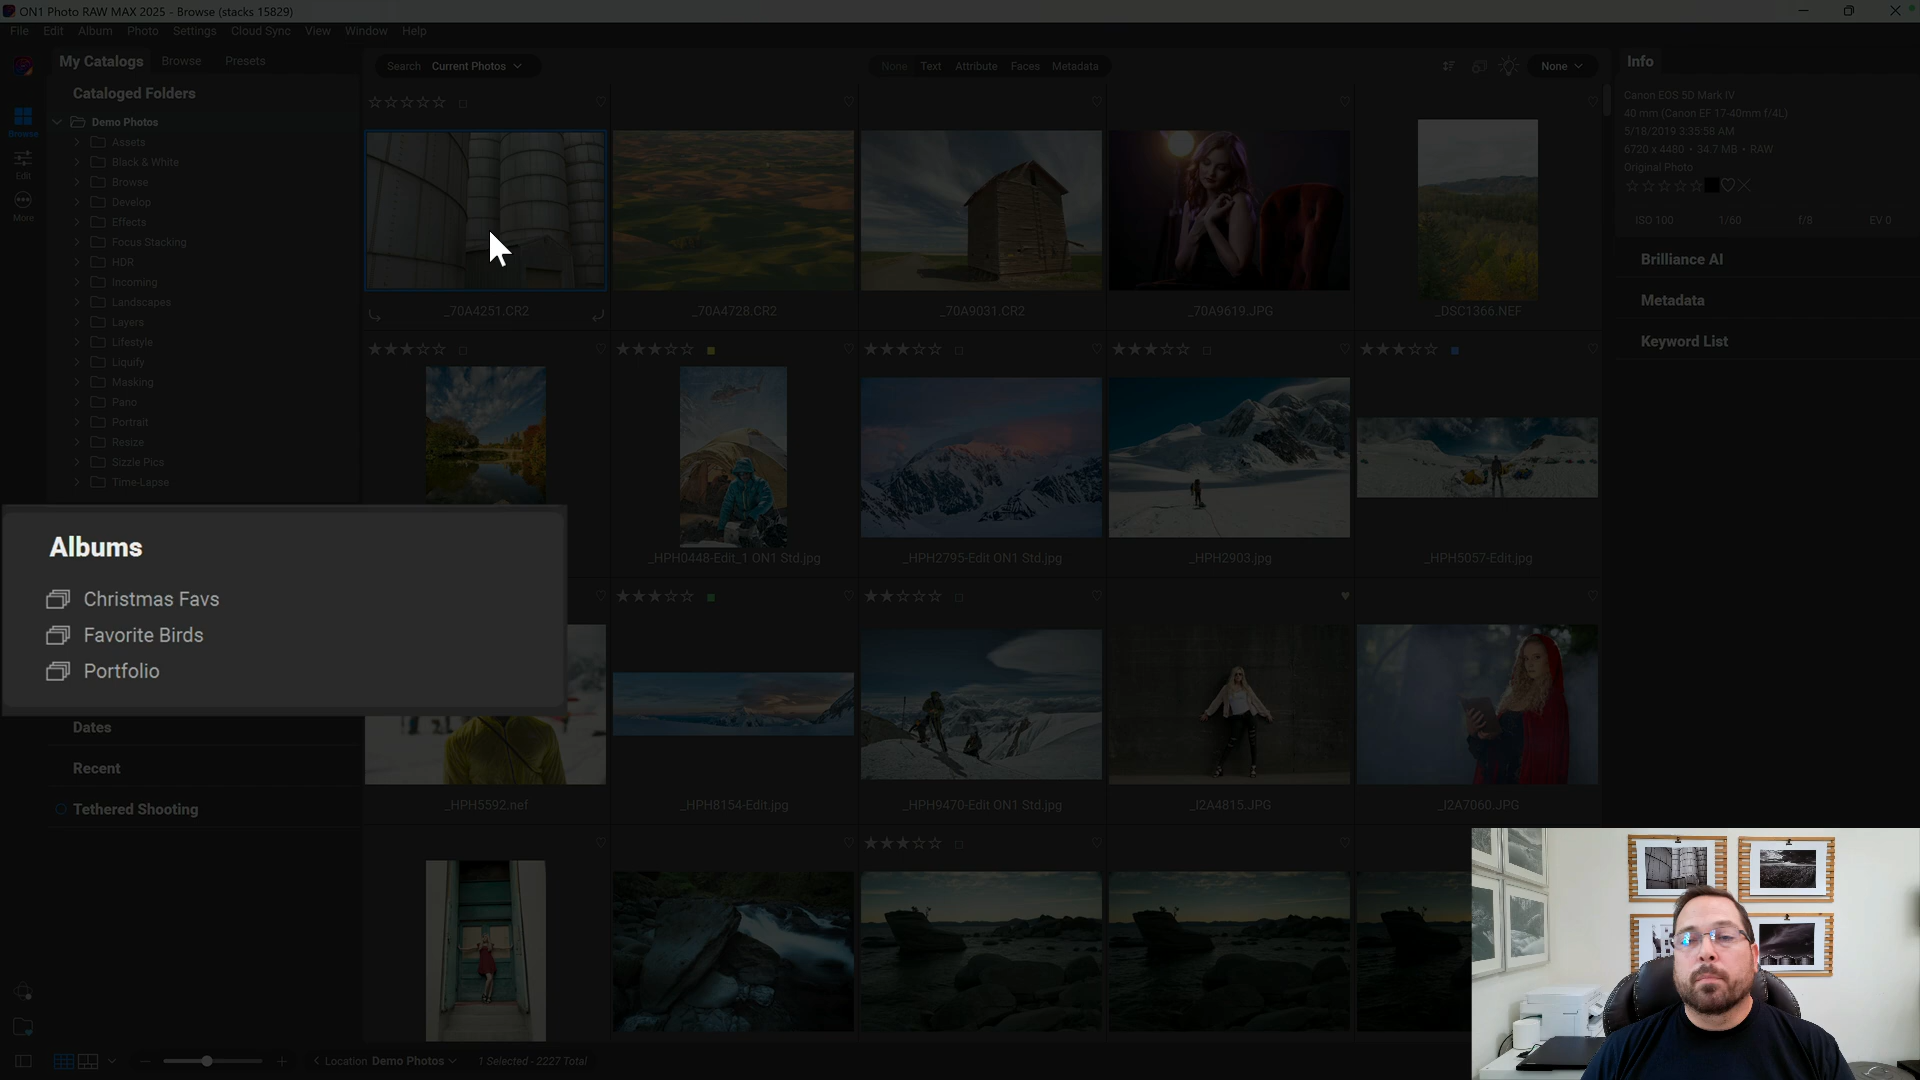 ON1 Photo RAW MAX 2025 - Browse (stacks 15829)
File Edit Album Photo Settings Cloud Sync View Window Help
My Catalogs Browse Presets
Search Current Photos
None Text Attribute Faces Metadata
None
Info
Browse
Edit
More
Cataloged Folders
Demo Photos
Assets
Black & White
Browse
Develop
Effects
Focus Stacking
HDR
Incoming
Landscapes
Layers
Lifestyle
Liquify
Masking
Pano
Portrait
Resize
Sizzle Pics
Time-Lapse
Albums
Christmas Favs
Favorite Birds
Portfolio
Dates
Recent
Tethered Shooting
_70A4251.CR2
_70A4728.CR2
_70A9031.CR2
_70A9619.JPG
_DSC1366.NEF
_HPH0448-Edit_1 ON1 Std.jpg
_HPH2795-Edit ON1 Std.jpg
_HPH2903.jpg
_HPH5057-Edit.jpg
_HPH5592.nef
_HPH8154-Edit.jpg
_HPH9470-Edit ON1 Std.jpg
_I2A4815.JPG
_I2A7060.JPG
Canon EOS 5D Mark IV
40 mm (Canon EF 17-40mm f/4L)
5/18/2019 3:35:58 AM
6720 x 4480 • 34.7 MB • RAW
Original Photo
ISO 100 1/60 f/8 EV 0
Brilliance AI
Metadata
Keyword List
Location Demo Photos
1 Selected - 2227 Total